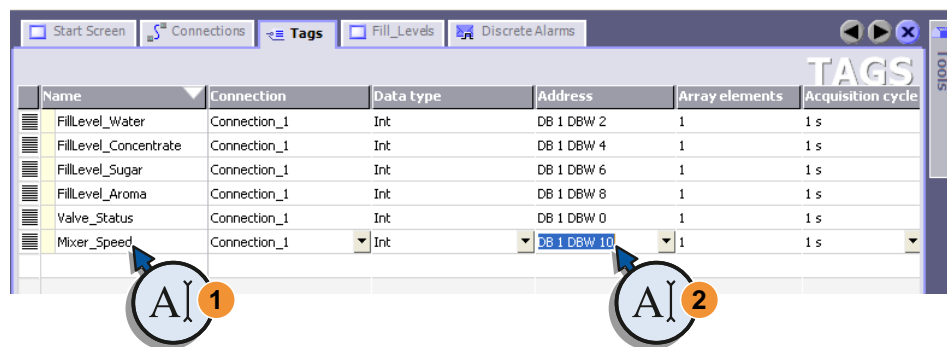 Start Screen Connections Tags Fill_Levels Discrete Alarms
Tools
TAGS
Name Connection Data type Address Array elements Acquisition cycle
FillLevel_Water Connection_1 Int DB 1 DBW 2 1 1 s
FillLevel_Concentrate Connection_1 Int DB 1 DBW 4 1 1 s
FillLevel_Sugar Connection_1 Int DB 1 DBW 6 1 1 s
FillLevel_Aroma Connection_1 Int DB 1 DBW 8 1 1 s
Valve_Status Connection_1 Int DB 1 DBW 0 1 1 s
Mixer_Speed Connection_1 Int DB 1 DBW 10 1 1 s
A 1 A 2